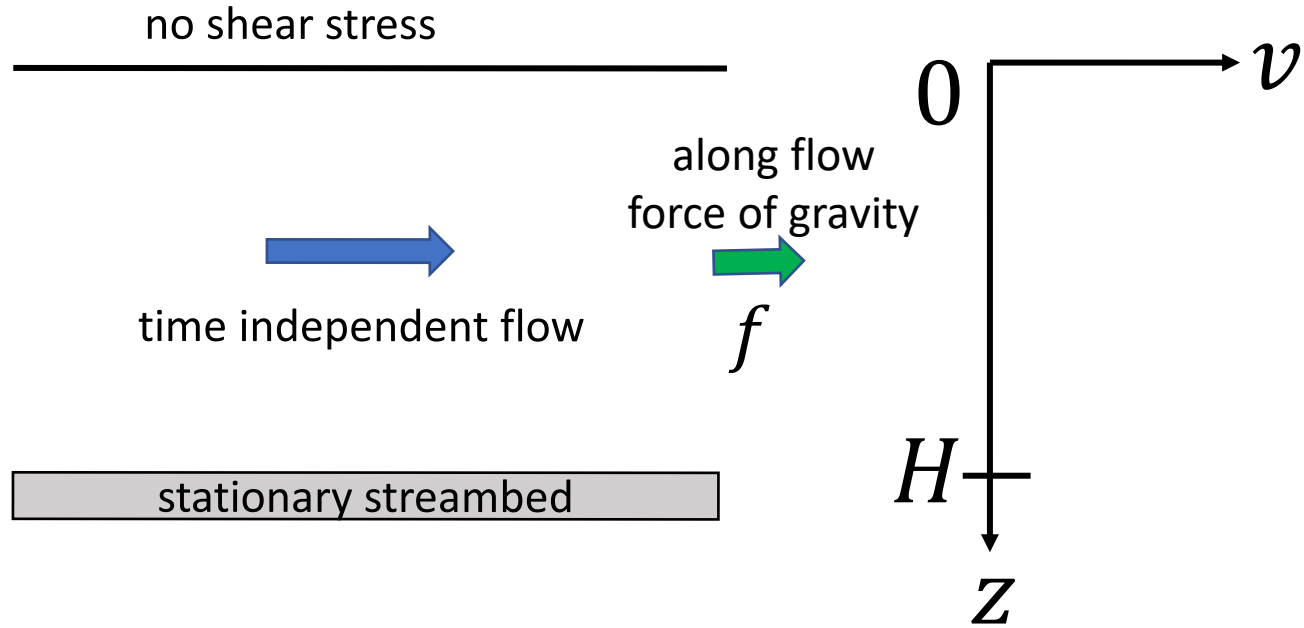 no shear stress
0
v
along flow
force of gravity
time independent flow
f
H
stationary streambed
z